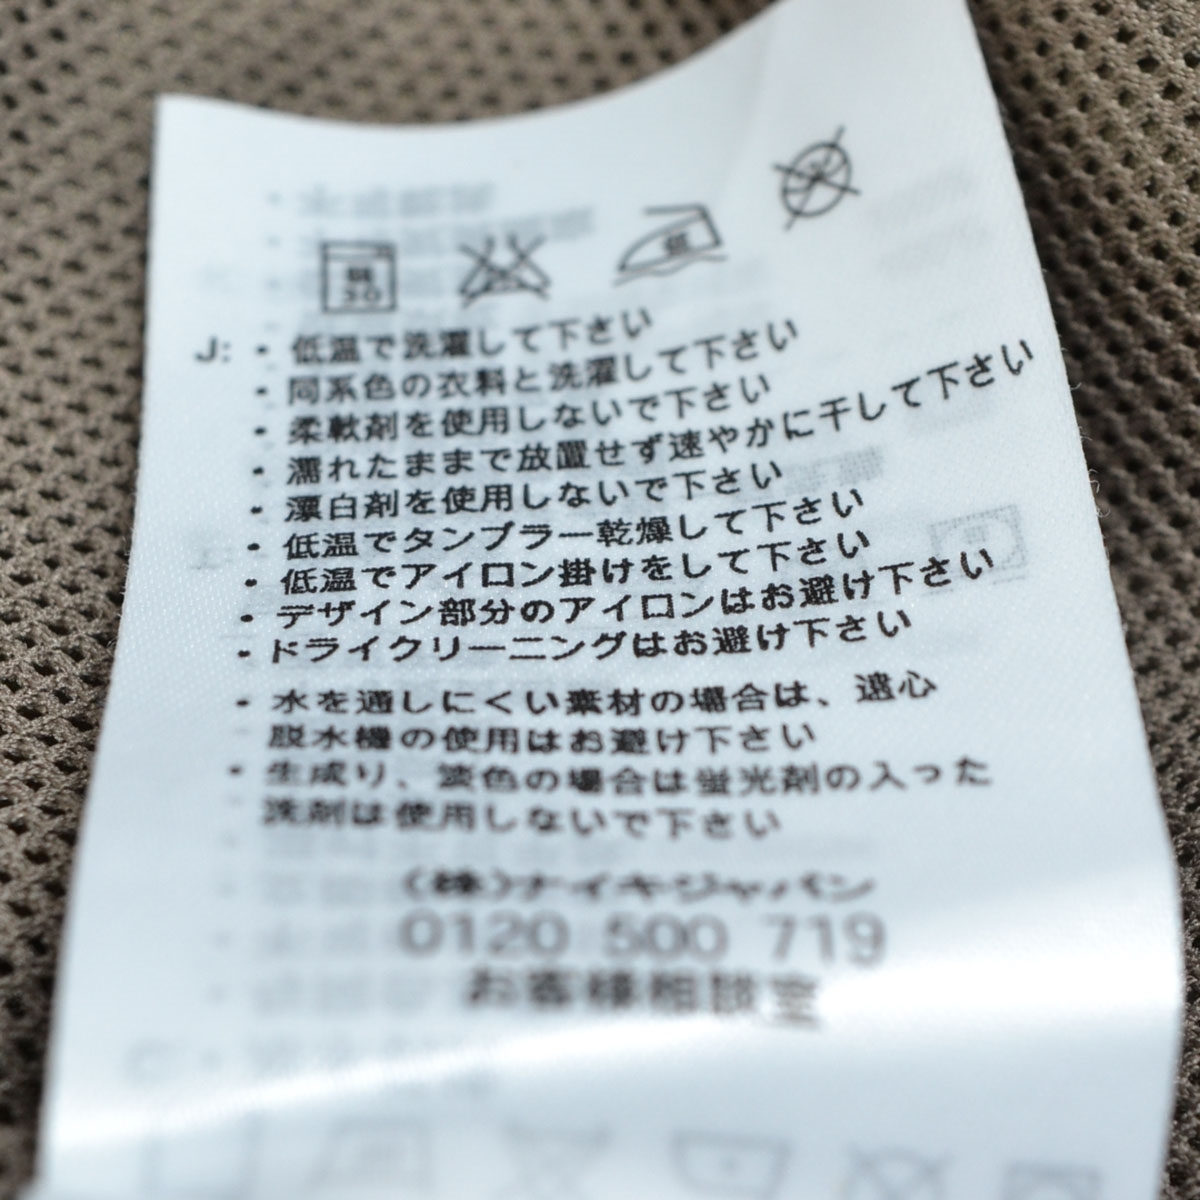 弱
30
低
J: ・低温で洗濯して下さい
・同系色の衣料と洗濯して下さい
・柔軟剤を使用しないで下さい
・濡れたままで放置せず速やかに干して下さい
・漂白剤を使用しないで下さい
・低温でタンブラー乾燥して下さい
・低温でアイロン掛けをして下さい
・デザイン部分のアイロンはお避け下さい
・ドライクリーニングはお避け下さい
・水を通しにくい素材の場合は、遠心
脱水機の使用はお避け下さい
・生成り、淡色の場合は蛍光剤の入った
洗剤は使用しないで下さい
(株)ナイキジャパン
0120 500 719
お客様相談室